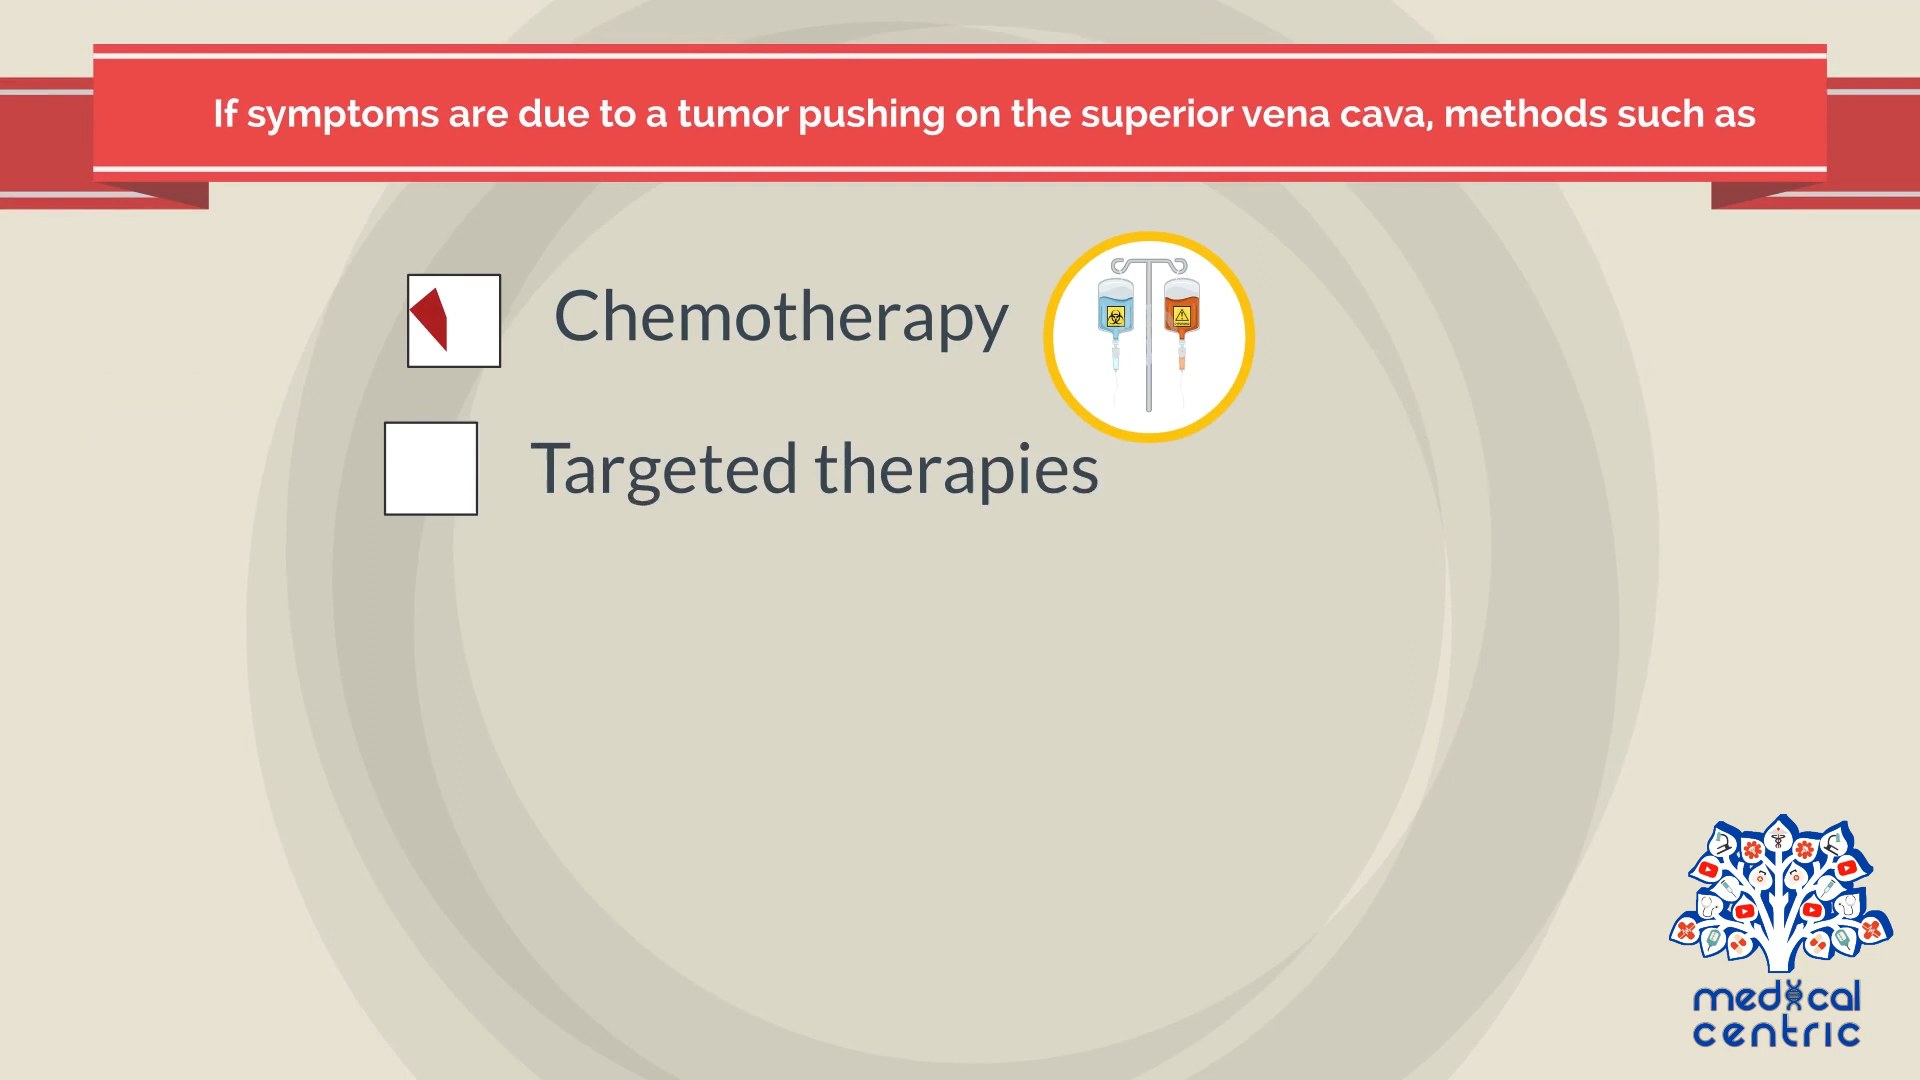 If symptoms are due to a tumor pushing on the superior vena cava, methods such as
Chemotherapy
Targeted therapies
medical
centric